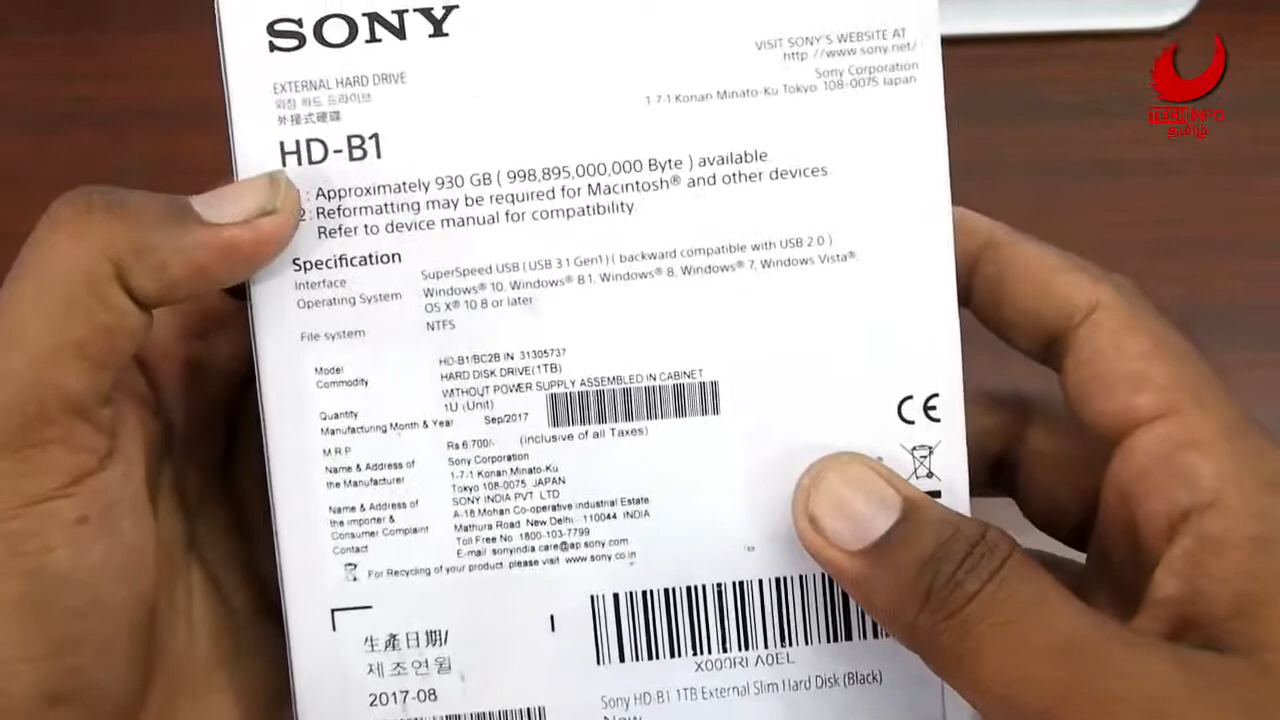 SONY
VISIT SONY'S WEBSITE AT
http://www.sony.net/
Sony Corporation
1-7-1 Konan Minato-Ku Tokyo 108-0075 Japan
EXTERNAL HARD DRIVE
외장 하드 드라이브
外接式硬碟
HD-B1
: Approximately 930 GB ( 998,895,000,000 Byte ) available
2: Reformatting may be required for Macintosh® and other devices.
Refer to device manual for compatibility.
Specification
Interface SuperSpeed USB ( USB 3.1 Gen1) ( backward compatible with USB 2.0 )
Operating System Windows® 10, Windows® 8.1, Windows® 8, Windows® 7, Windows Vista®,
OS X® 10.8 or later
File system NTFS
Model HD-B1/BC2B IN 31305737
Commodity HARD DISK DRIVE(1TB)
WITHOUT POWER SUPPLY ASSEMBLED IN CABINET
Quantity 1U (Unit)
Manufacturing Month & Year Sep/2017
M R P Rs 6,700/- (inclusive of all Taxes)
Name & Address of Sony Corporation
the Manufacturer 1-7-1 Konan Minato-Ku
Tokyo 108-0075 JAPAN
Name & Address of SONY INDIA PVT LTD
the importer & A-18,Mohan Co-operative industrial Estate
Consumer Complaint Mathura Road New Delhi - 110044 INDIA
Contact Toll Free No 1800-103-7799
E-mail sonyindia.care@ap.sony.com
For Recycling of your product please visit www.sony.co.in
CE
生產日期/
제조연월
2017-08
Sony HD-B1 1TB External Slim Hard Disk (Black)
New
தமிழ்